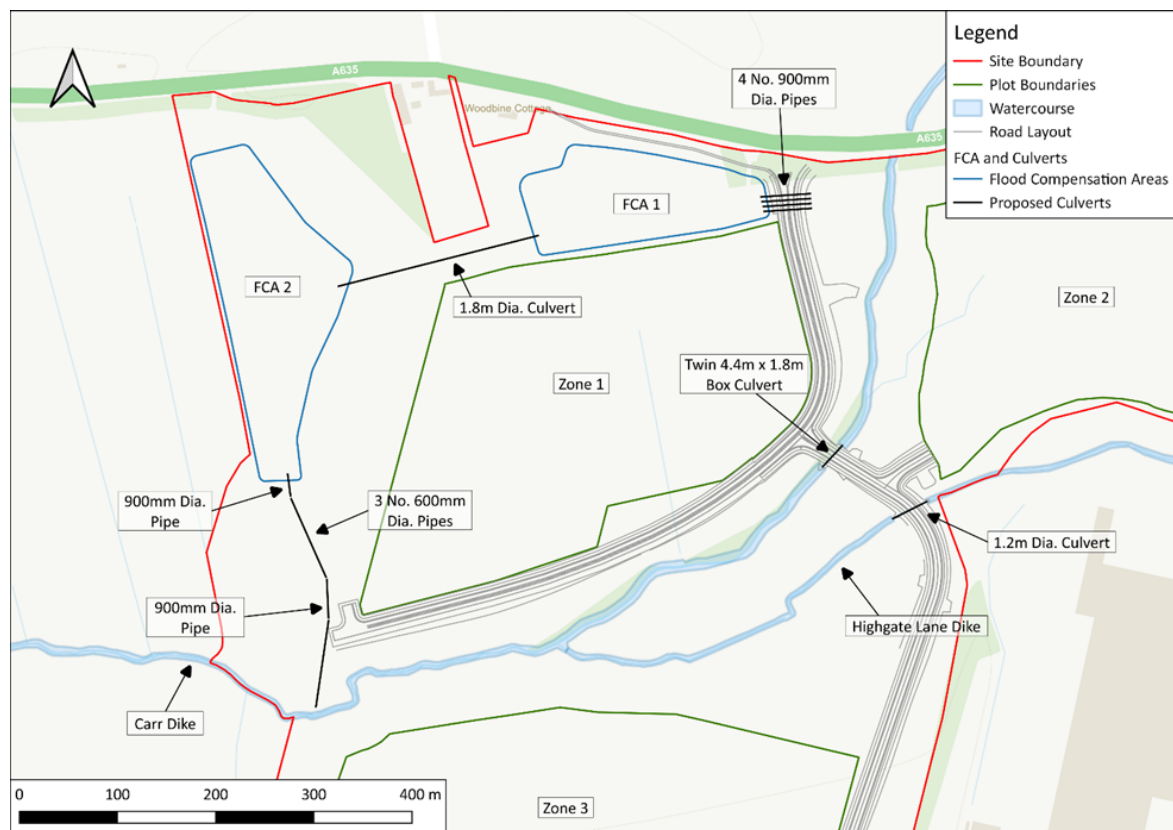 Legend
Site Boundary
Plot Boundaries
Watercourse
Road Layout
FCA and Culverts
Flood Compensation Areas
Proposed Culverts
A635
A635
Woodbine Cottage
4 No. 900mm
Dia. Pipes
FCA 1
FCA 2
1.8m Dia. Culvert
Zone 2
Zone 1
Twin 4.4m x 1.8m
Box Culvert
900mm Dia.
Pipe
3 No. 600mm
Dia. Pipes
1.2m Dia. Culvert
900mm Dia.
Pipe
Highgate Lane Dike
Carr Dike
Zone 3
0 100 200 300 400 m